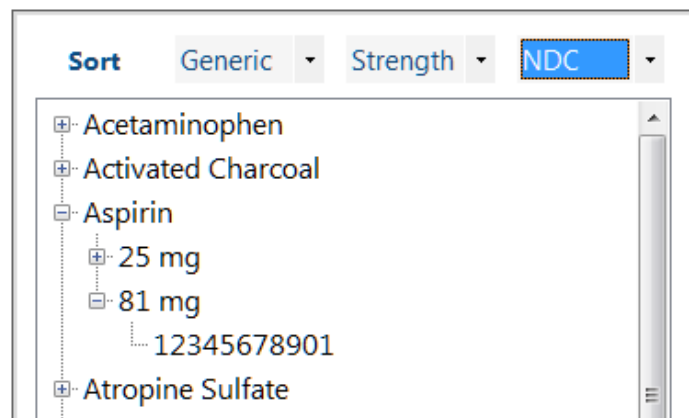 Sort Generic Strength NDC
Acetaminophen
Activated Charcoal
Aspirin
25 mg
81 mg
12345678901
Atropine Sulfate